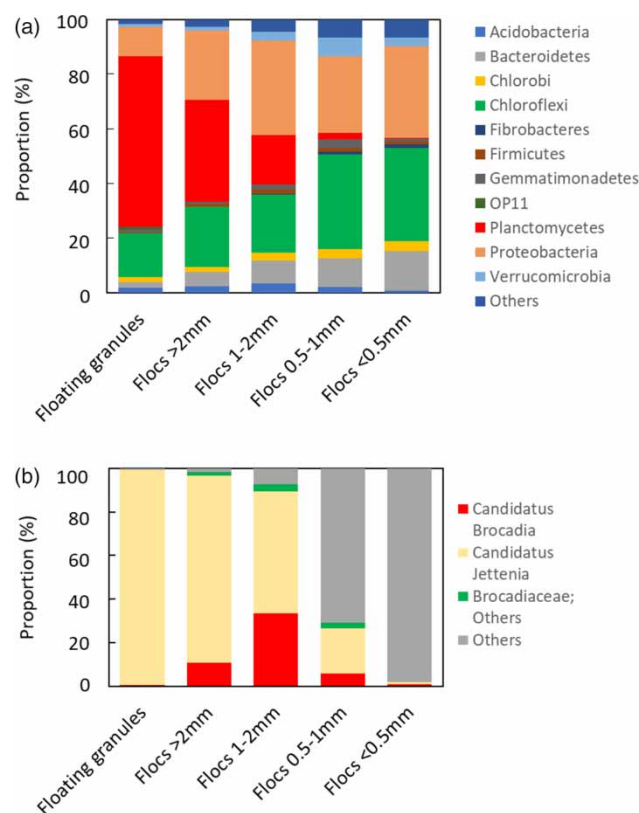 (a)
Proportion (%)
100
80
60
40
20
0
Floating granules
Flocs >2mm
Flocs 1-2mm
Flocs 0.5-1mm
Flocs <0.5mm
Acidobacteria
Bacteroidetes
Chlorobi
Chloroflexi
Fibrobacteres
Firmicutes
Gemmatimonadetes
OP11
Planctomycetes
Proteobacteria
Verrucomicrobia
Others
(b)
Proportion (%)
100
80
60
40
20
0
Floating granules
Flocs >2mm
Flocs 1-2mm
Flocs 0.5-1mm
Flocs <0.5mm
Candidatus
Brocadia
Candidatus
Jettenia
Brocadiaceae;
Others
Others